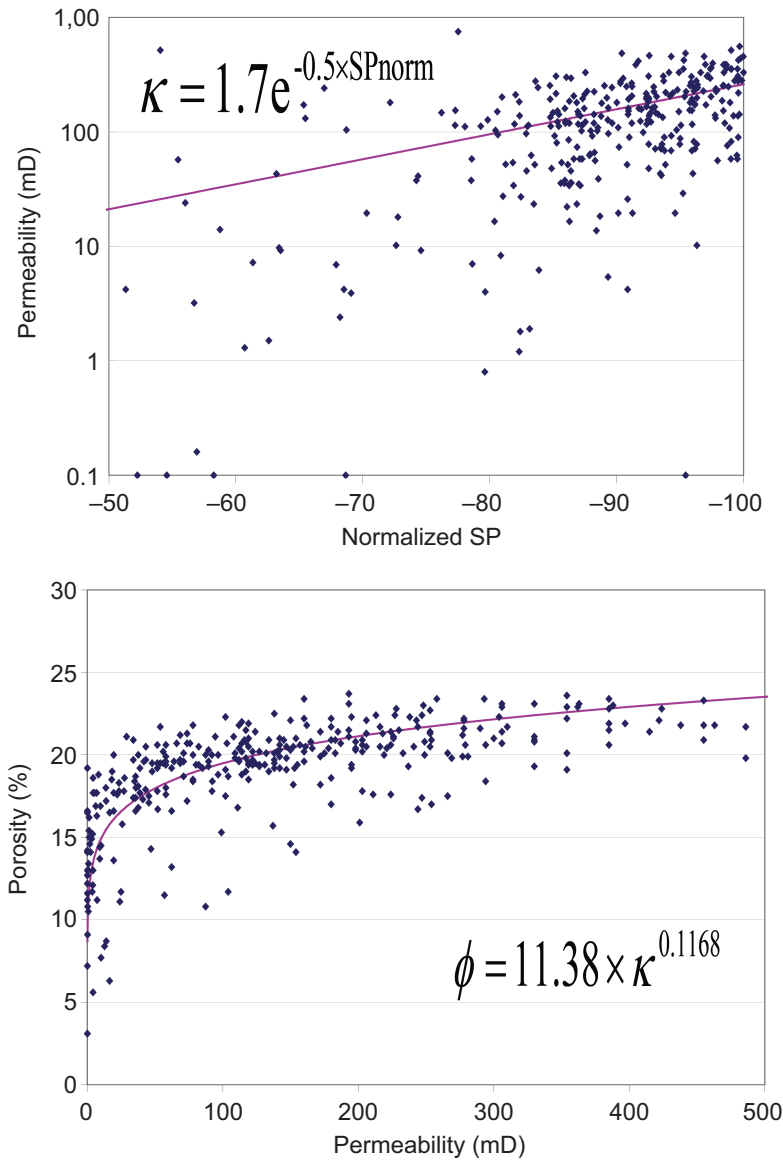 1,00
κ = 1.7e^-0.5×SPnorm
100
10
1
0.1
Permeability (mD)
–50 –60 –70 –80 –90 –100
Normalized SP
30
25
20
15
10
5
0
Porosity (%)
ϕ = 11.38 × κ^0.1168
0 100 200 300 400 500
Permeability (mD)